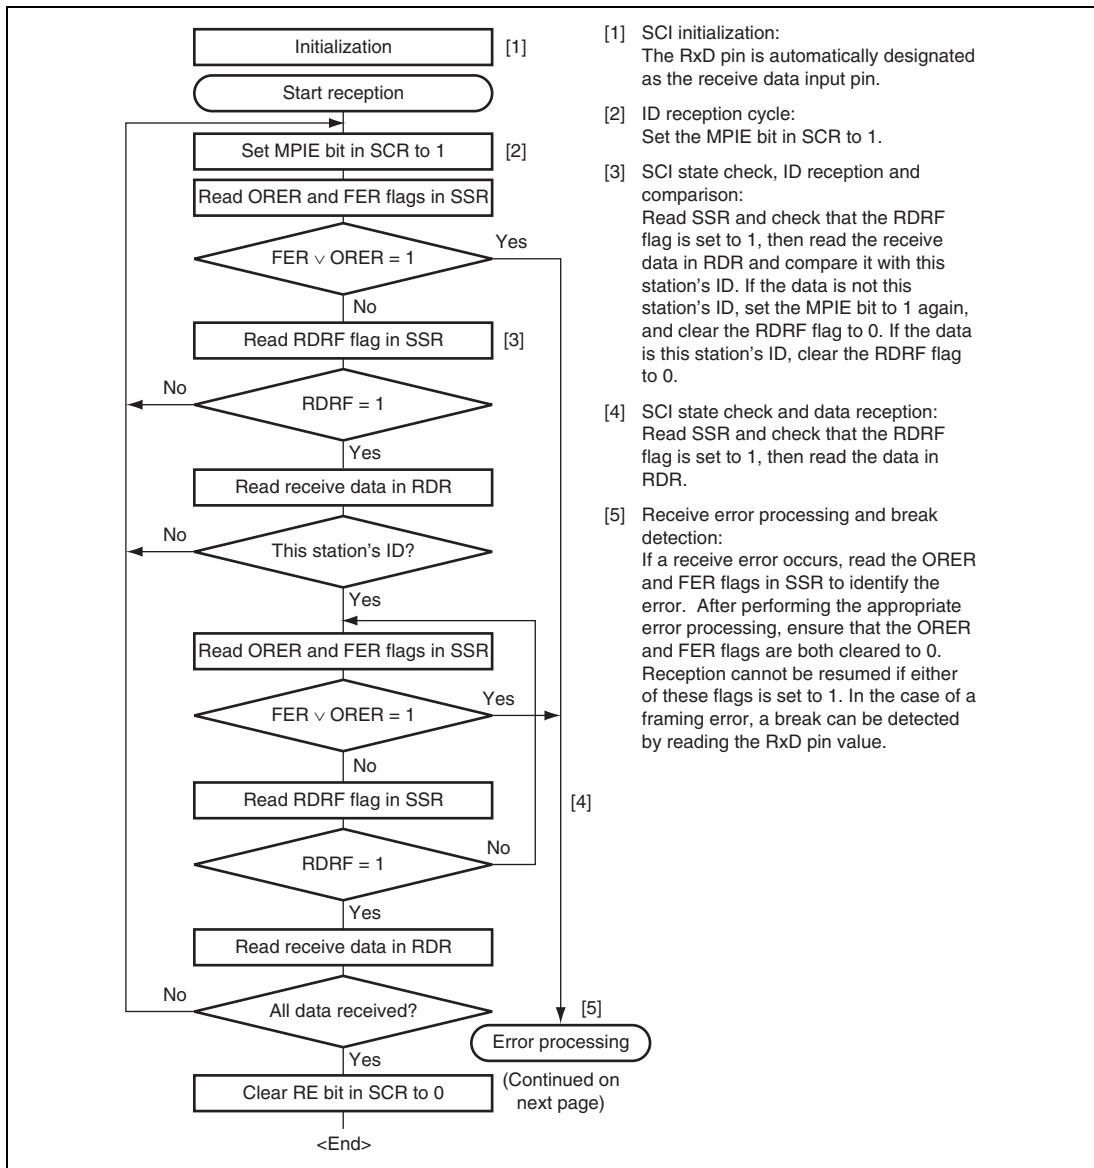 Initialization
[1]
Start reception
Set MPIE bit in SCR to 1
[2]
Read ORER and FER flags in SSR
FER ∨ ORER = 1
Yes
No
Read RDRF flag in SSR
[3]
RDRF = 1
No
Yes
Read receive data in RDR
This station's ID?
No
Yes
Read ORER and FER flags in SSR
FER ∨ ORER = 1
Yes
No
Read RDRF flag in SSR
[4]
RDRF = 1
No
Yes
Read receive data in RDR
All data received?
No
Yes
[5]
Error processing
(Continued on
next page)
Clear RE bit in SCR to 0
<End>
[1] SCI initialization:
The RxD pin is automatically designated
as the receive data input pin.
[2] ID reception cycle:
Set the MPIE bit in SCR to 1.
[3] SCI state check, ID reception and
comparison:
Read SSR and check that the RDRF
flag is set to 1, then read the receive
data in RDR and compare it with this
station's ID. If the data is not this
station's ID, set the MPIE bit to 1 again,
and clear the RDRF flag to 0. If the data
is this station's ID, clear the RDRF flag
to 0.
[4] SCI state check and data reception:
Read SSR and check that the RDRF
flag is set to 1, then read the data in
RDR.
[5] Receive error processing and break
detection:
If a receive error occurs, read the ORER
and FER flags in SSR to identify the
error. After performing the appropriate
error processing, ensure that the ORER
and FER flags are both cleared to 0.
Reception cannot be resumed if either
of these flags is set to 1. In the case of a
framing error, a break can be detected
by reading the RxD pin value.